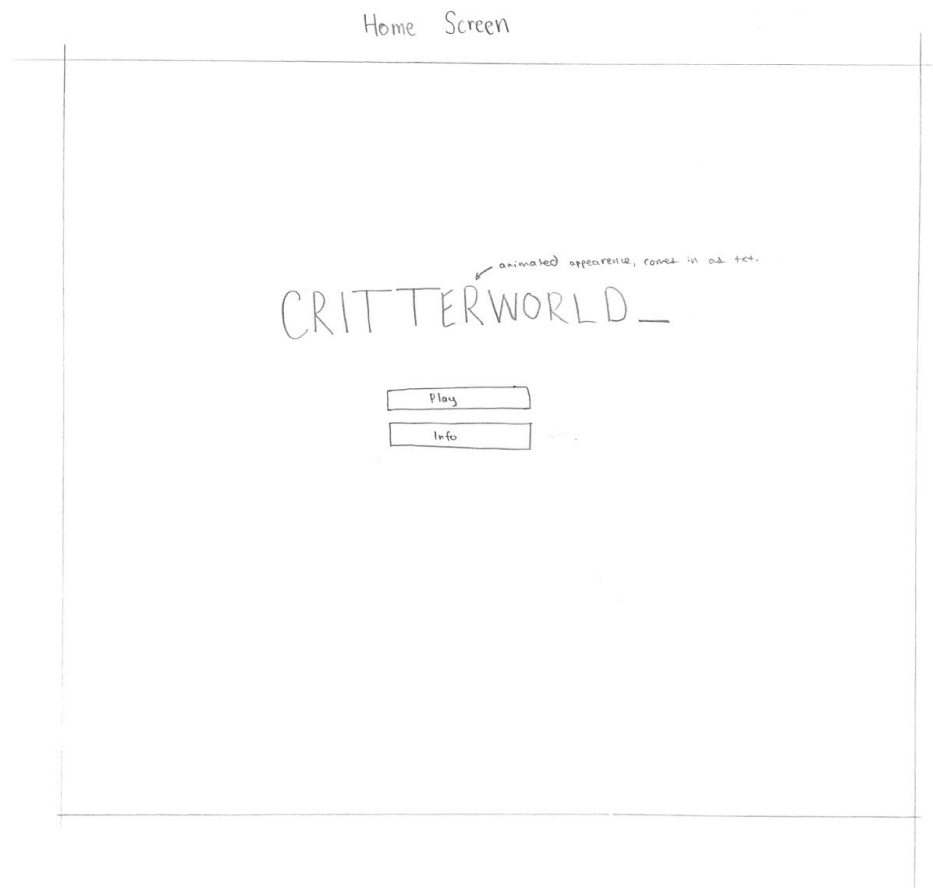 Home Screen
animated appearence, comes in as txt.
CRITTERWORLD_
Play
Info